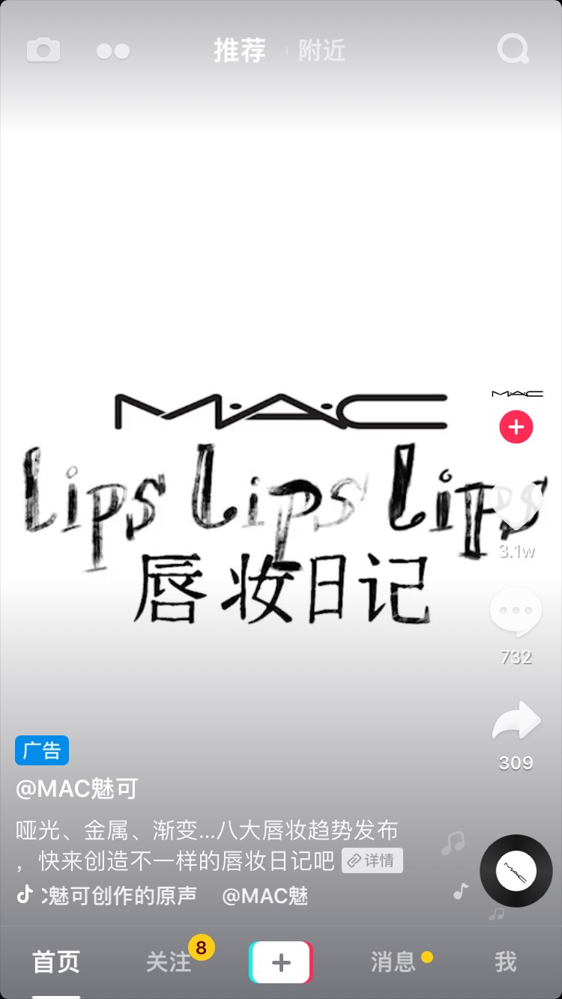 推荐 附近
M·A·C
M·A·C
Lips Lips Lips
3.1w
唇妆日记
732
309
广告
@MAC魅可
哑光、金属、渐变...八大唇妆趋势发布
，快来创造不一样的唇妆日记吧 详情
魅可创作的原声 @MAC魅
首页 关注 8 消息 我